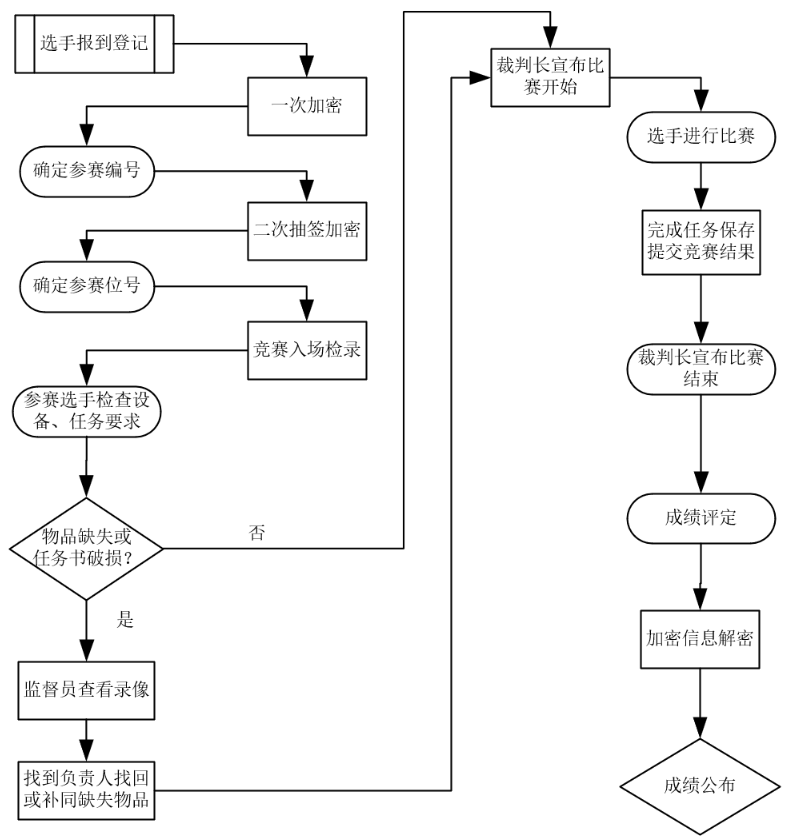 选手报到登记
一次加密
确定参赛编号
二次抽签加密
确定参赛位号
竞赛入场检录
参赛选手检查设
备、任务要求
物品缺失或
任务书破损?
否
是
监督员查看录像
找到负责人找回
或补同缺失物品
裁判长宣布比
赛开始
选手进行比赛
完成任务保存
提交竞赛结果
裁判长宣布比赛
结束
成绩评定
加密信息解密
成绩公布